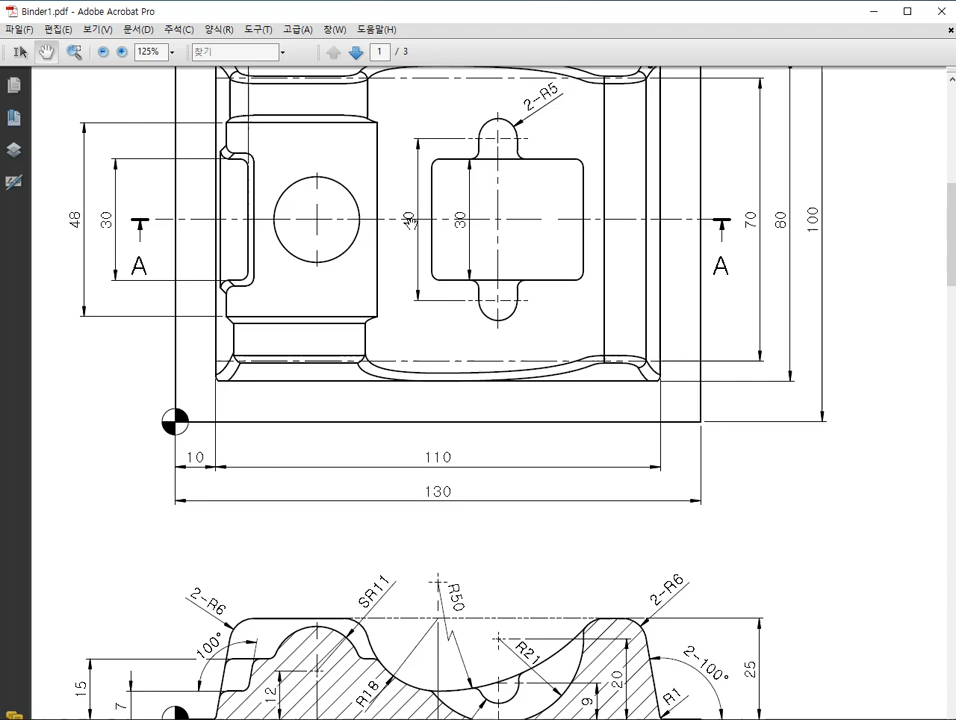 Binder1.pdf - Adobe Acrobat Pro
파일(F) 편집(E) 보기(V) 문서(D) 주석(C) 양식(R) 도구(T) 고급(A) 창(W) 도움말(H)
125% 찾기 1 / 3
2-R5
48 30 40 30 70 80 100
A A
10 110
130
2-R6 SR11 R50 2-R6
100° R21 2-100°
15 7 12 R18 9 20 R1 25